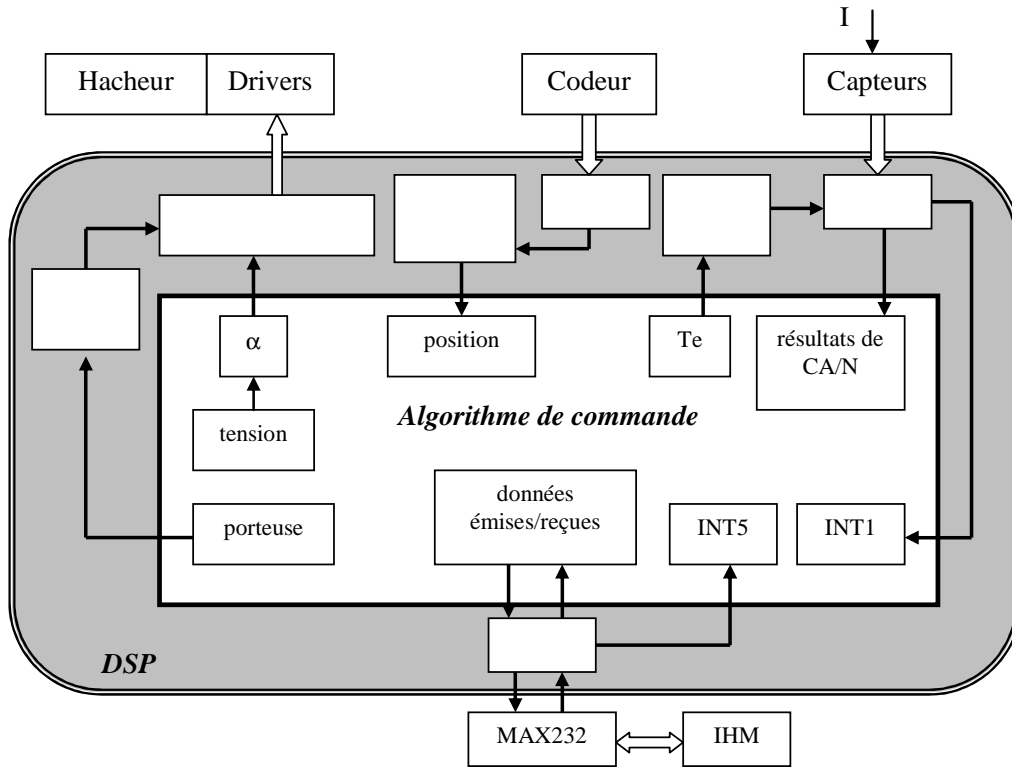 I
Hacheur
Drivers
Codeur
Capteurs
α
position
Te
résultats de
CA/N
tension
Algorithme de commande
données
émises/reçues
porteuse
INT5
INT1
DSP
MAX232
IHM